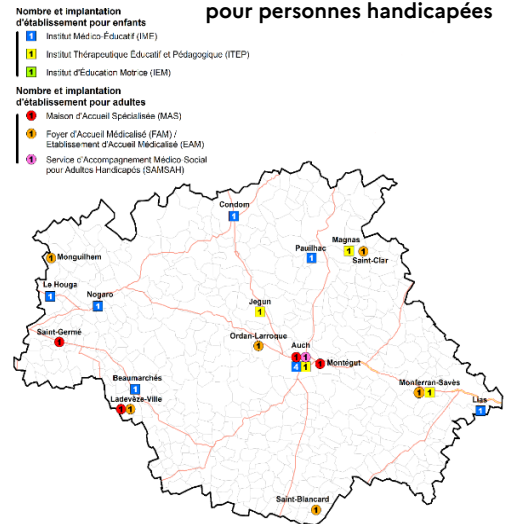 pour personnes handicapées
Nombre et implantation
d'établissement pour enfants
1 Institut Médico-Éducatif (IME)
1 Institut Thérapeutique Éducatif et Pédagogique (ITEP)
1 Institut d'Éducation Motrice (IEM)
Nombre et implantation
d'établissement pour adultes
1 Maison d'Accueil Spécialisée (MAS)
1 Foyer d'Accueil Médicalisé (FAM) /
Etablissement d'Accueil Médicalisé (EAM)
1 Service d'Accompagnement Médico Social
pour Adultes Handicapés (SAMSAH)
Condom
1
Pauilhac
1
Magnas
1 1
Saint-Clar
1 Monguilhem
Le Houga
1
Nogaro
1
Jegun
1
Saint-Germé
1
Ordan-Larroque
1
Auch
1 1
4 1
1 Montégut
Beaumarchés
1
Ladevèze-Ville
1 1
Monferran-Savès
1 1
Lias
1
Saint-Blancard
1